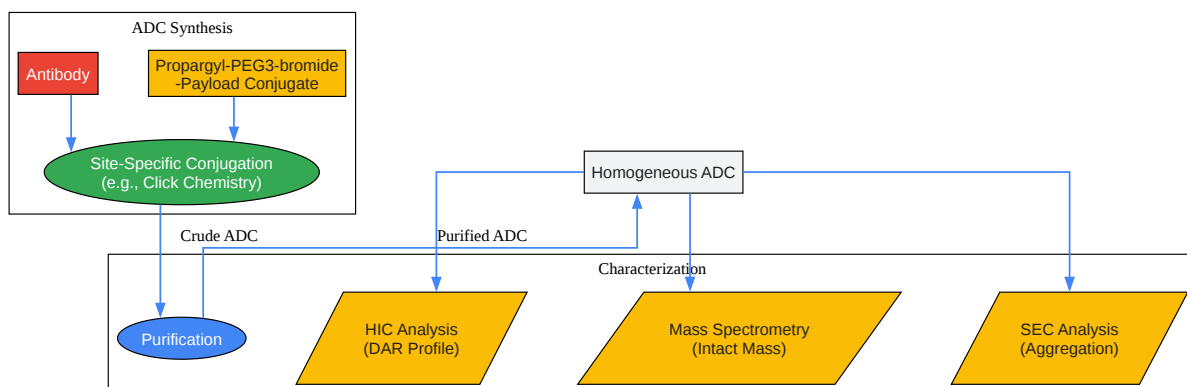 ADC Synthesis
Antibody
Propargyl-PEG3-bromide
-Payload Conjugate
Site-Specific Conjugation
(e.g., Click Chemistry)
Homogeneous ADC
Crude ADC
Purified ADC
Characterization
Purification
HIC Analysis
(DAR Profile)
Mass Spectrometry
(Intact Mass)
SEC Analysis
(Aggregation)